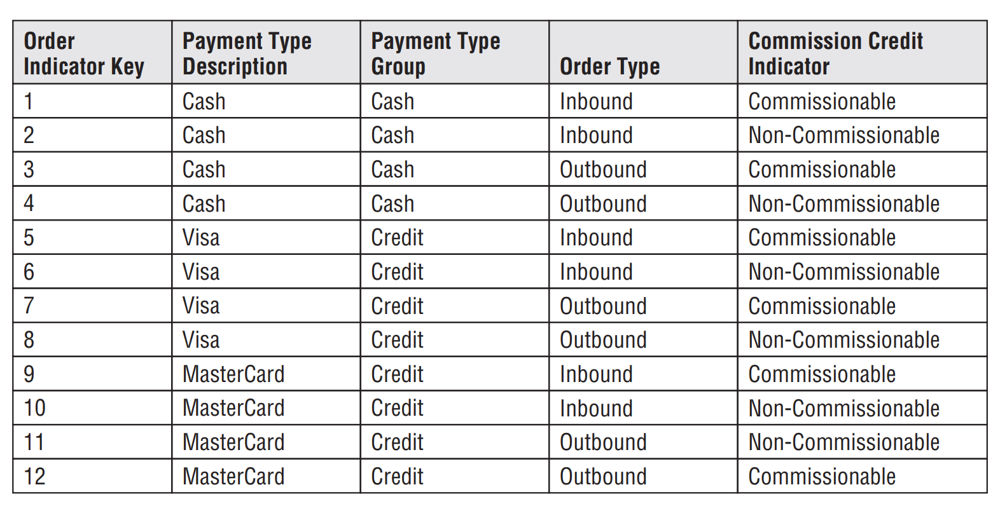 Order Indicator Key | Payment Type Description | Payment Type Group | Order Type | Commission Credit Indicator
1 | Cash | Cash | Inbound | Commissionable
2 | Cash | Cash | Inbound | Non-Commissionable
3 | Cash | Cash | Outbound | Commissionable
4 | Cash | Cash | Outbound | Non-Commissionable
5 | Visa | Credit | Inbound | Commissionable
6 | Visa | Credit | Inbound | Non-Commissionable
7 | Visa | Credit | Outbound | Commissionable
8 | Visa | Credit | Outbound | Non-Commissionable
9 | MasterCard | Credit | Inbound | Commissionable
10 | MasterCard | Credit | Inbound | Non-Commissionable
11 | MasterCard | Credit | Outbound | Non-Commissionable
12 | MasterCard | Credit | Outbound | Commissionable